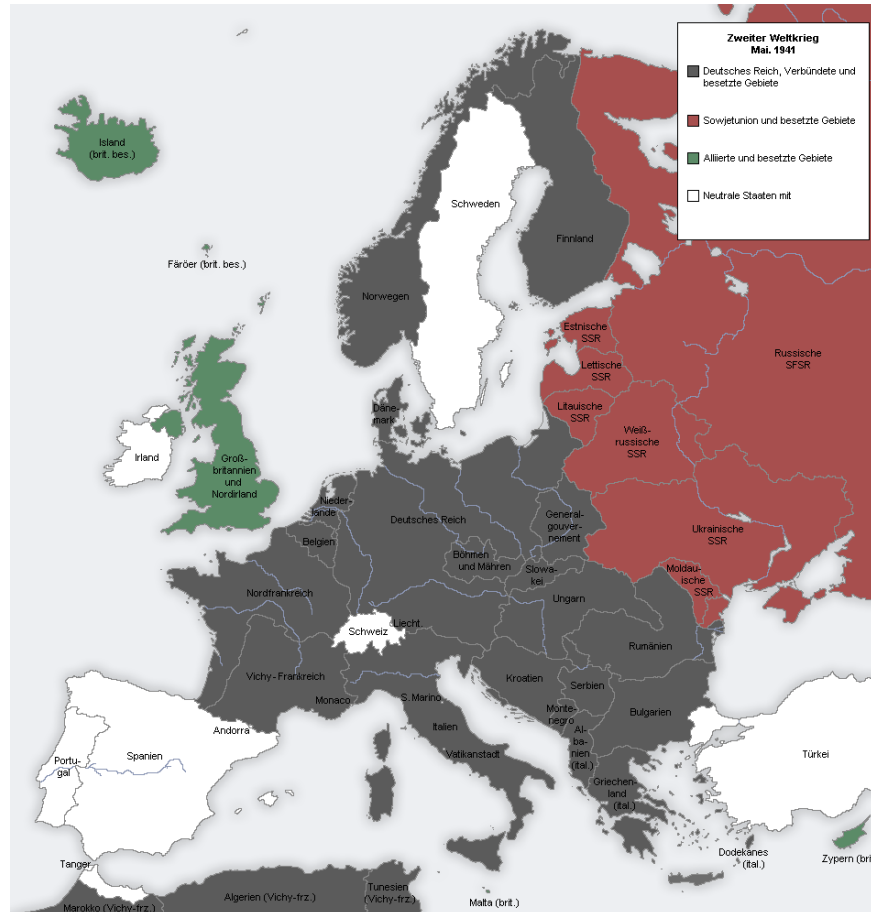 Zweiter Weltkrieg
Mai. 1941
Deutsches Reich, Verbündete und
besetzte Gebiete
Sowjetunion und besetzte Gebiete
Alliierte und besetzte Gebiete
Neutrale Staaten mit
Island
(brit. bes.)
Färöer (brit. bes.)
Schweden
Finnland
Norwegen
Estnische
SSR
Lettische
SSR
Litauische
SSR
Russische
SFSR
Weiß-
russische
SSR
Däne-
mark
Irland
Groß-
britannien
und
Nordirland
Nieder-
lande
Belgien
Deutsches Reich
General-
gouver-
nement
Böhmen
und Mähren
Slowa-
kei
Ukrainische
SSR
Moldau-
ische
SSR
Nordfrankreich
Ungarn
Schweiz
Liecht.
Rumänien
Vichy-Frankreich
Monaco
S. Marino
Kroatien
Serbien
Monte-
negro
Bulgarien
Italien
Al-
ba-
nien
(ital.)
Andorra
Vatikanstadt
Portu-
gal
Spanien
Türkei
Griechen-
land
(ital.)
Dodekanes
(ital.)
Zypern (bri
Tanger
Marokko (Vichy-frz.)
Algerien (Vichy-frz.)
Tunesien
(Vichy-frz.)
Malta (brit.)